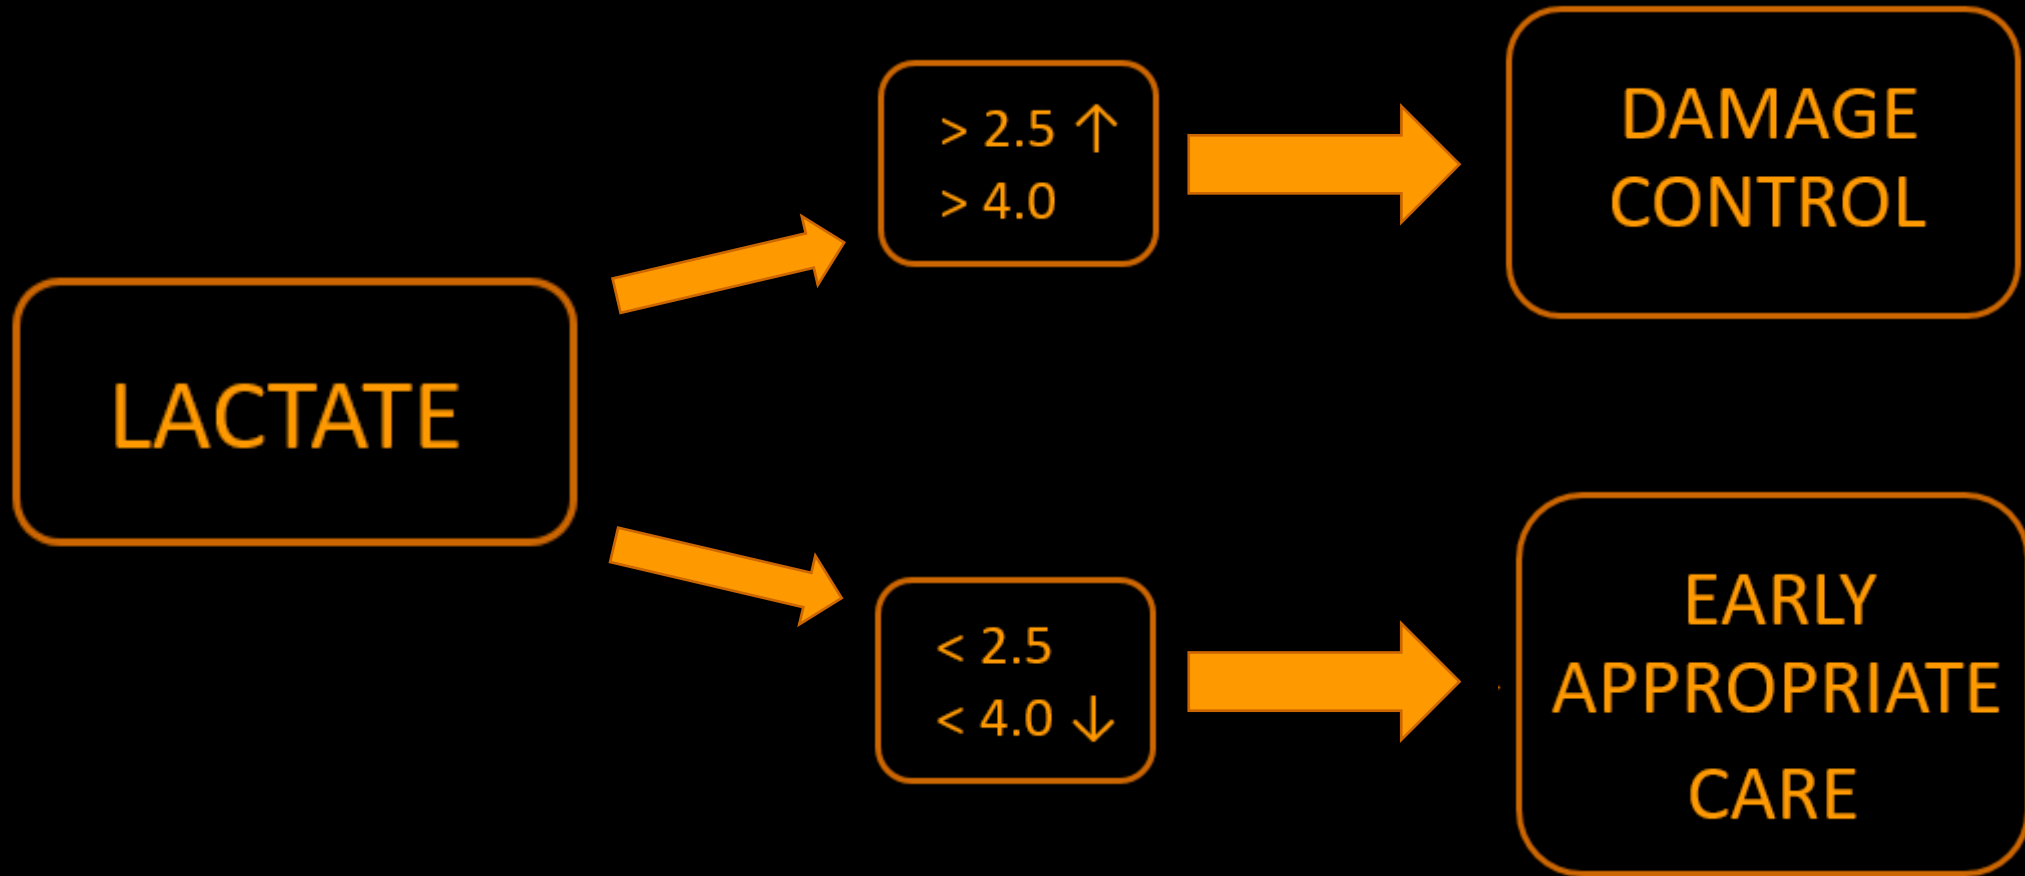 LACTATE
> 2.5 ↑
> 4.0
DAMAGE
CONTROL
< 2.5
< 4.0 ↓
EARLY
APPROPRIATE
CARE